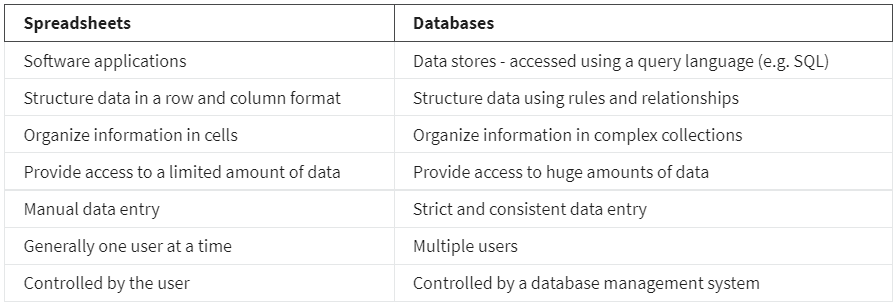 Spreadsheets Databases
Software applications Data stores - accessed using a query language (e.g. SQL)
Structure data in a row and column format Structure data using rules and relationships
Organize information in cells Organize information in complex collections
Provide access to a limited amount of data Provide access to huge amounts of data
Manual data entry Strict and consistent data entry
Generally one user at a time Multiple users
Controlled by the user Controlled by a database management system